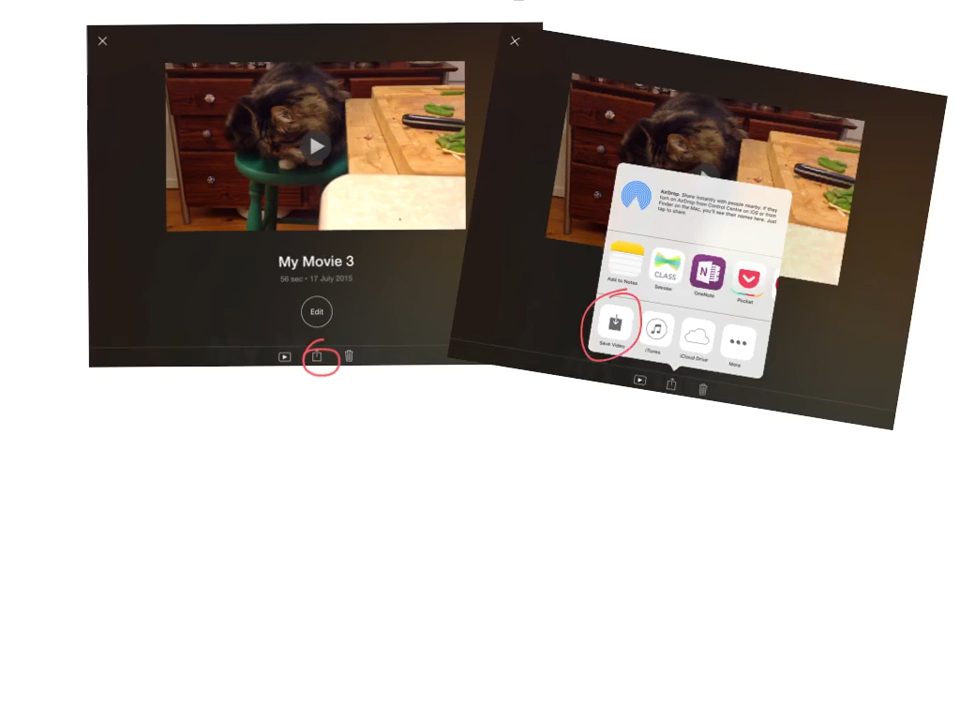 My Movie 3
56 sec • 17 July 2015
Edit
AirDrop. Share instantly with people nearby. If they
turn on AirDrop from Control Centre on iOS or from
Finder on the Mac, you'll see their names here. Just
tap to share.
Add to Notes
CLASS
Seesaw
N
OneNote
Pocket
Save Video
iTunes
iCloud Drive
More